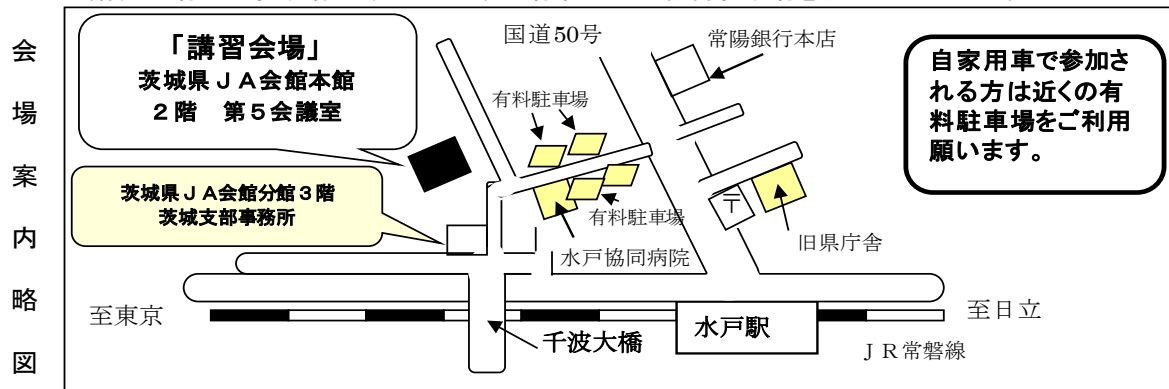 会場案内略図
「講習会場」
茨城県ＪＡ会館本館
２階　第５会議室
国道50号
常陽銀行本店
自家用車で参加さ
れる方は近くの有
料駐車場をご利用
願います。
有料駐車場
茨城県ＪＡ会館分館３階
茨城支部事務所
有料駐車場
〒
水戸協同病院
旧県庁舎
至東京
千波大橋
水戸駅
至日立
ＪＲ常磐線